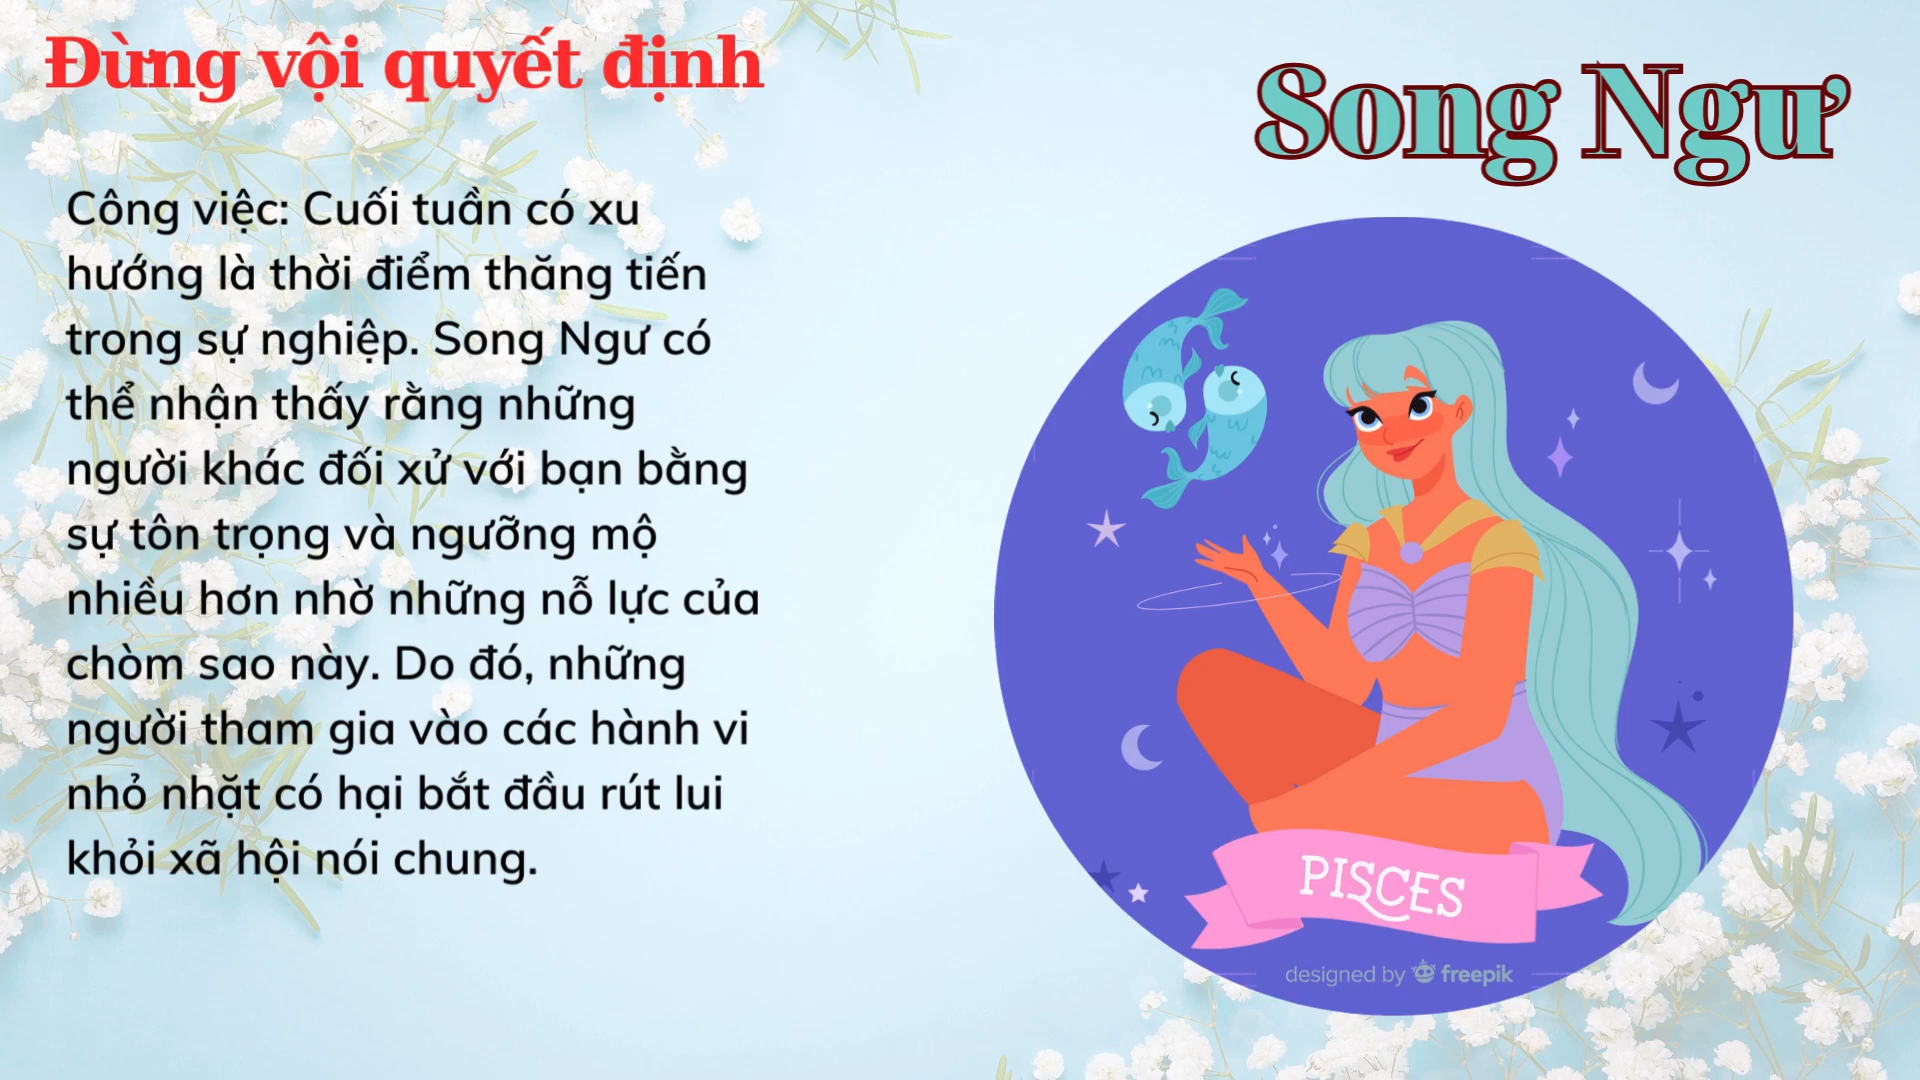 Đừng vội quyết định
Song Ngư
Công việc: Cuối tuần có xu
hướng là thời điểm thăng tiến
trong sự nghiệp. Song Ngư có
thể nhận thấy rằng những
người khác đối xử với bạn bằng
sự tôn trọng và ngưỡng mộ
nhiều hơn nhờ những nỗ lực của
chòm sao này. Do đó, những
người tham gia vào các hành vi
nhỏ nhặt có hại bắt đầu rút lui
khỏi xã hội nói chung.
PISCES
designed by freepik